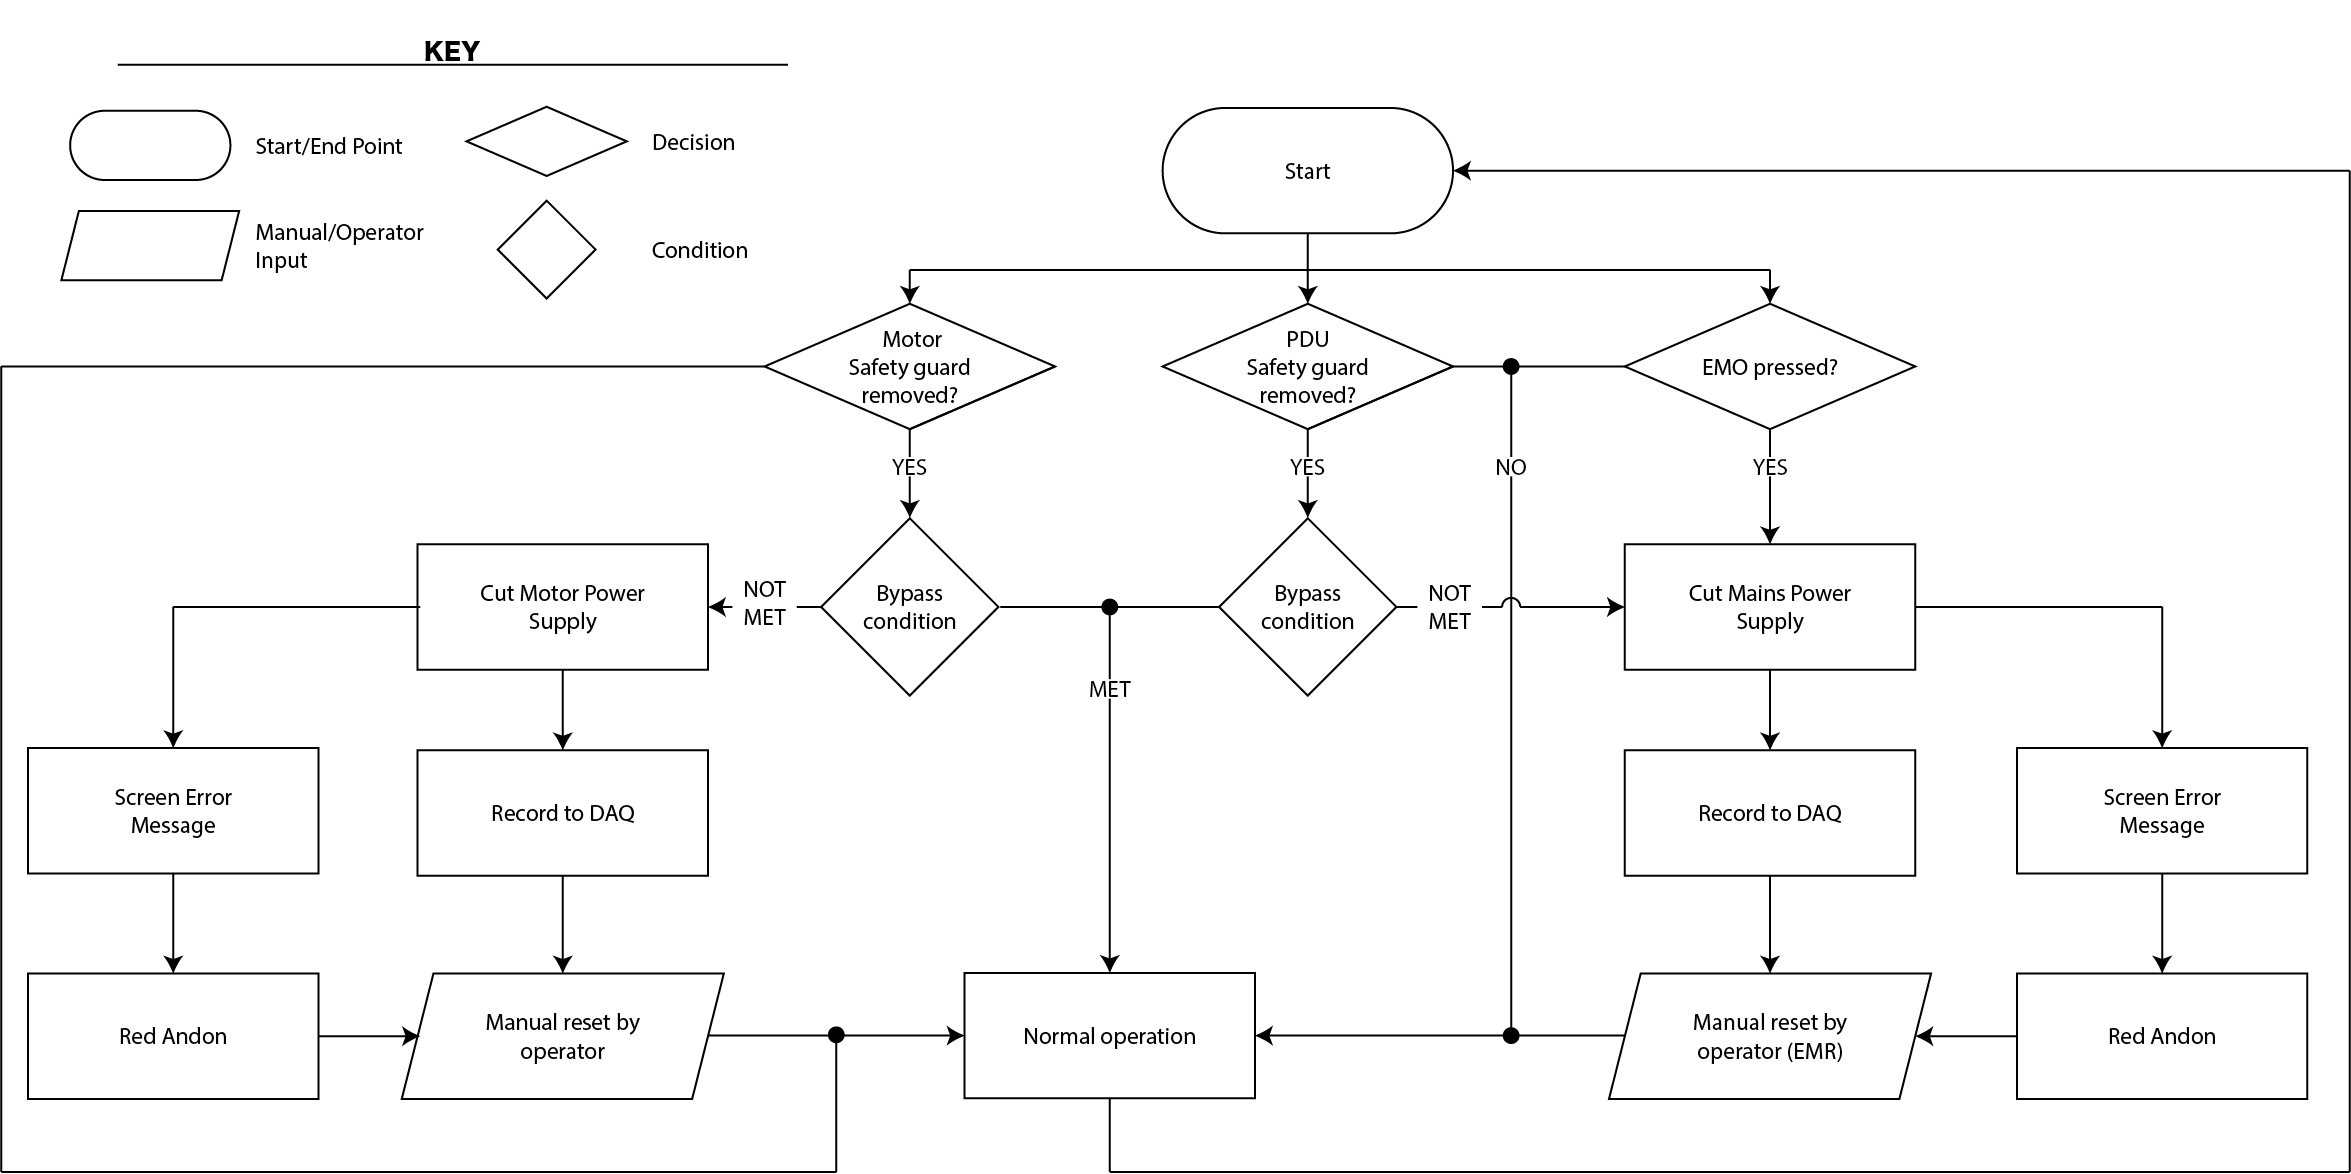 KEY
Start/End Point
Decision
Manual/Operator
Input
Condition
Start
Motor
Safety guard
removed?
PDU
Safety guard
removed?
EMO pressed?
YES
YES
NO
YES
Cut Motor Power
Supply
NOT
MET
Bypass
condition
Bypass
condition
NOT
MET
Cut Mains Power
Supply
MET
Screen Error
Message
Record to DAQ
Record to DAQ
Screen Error
Message
Red Andon
Manual reset by
operator
Normal operation
Manual reset by
operator (EMR)
Red Andon